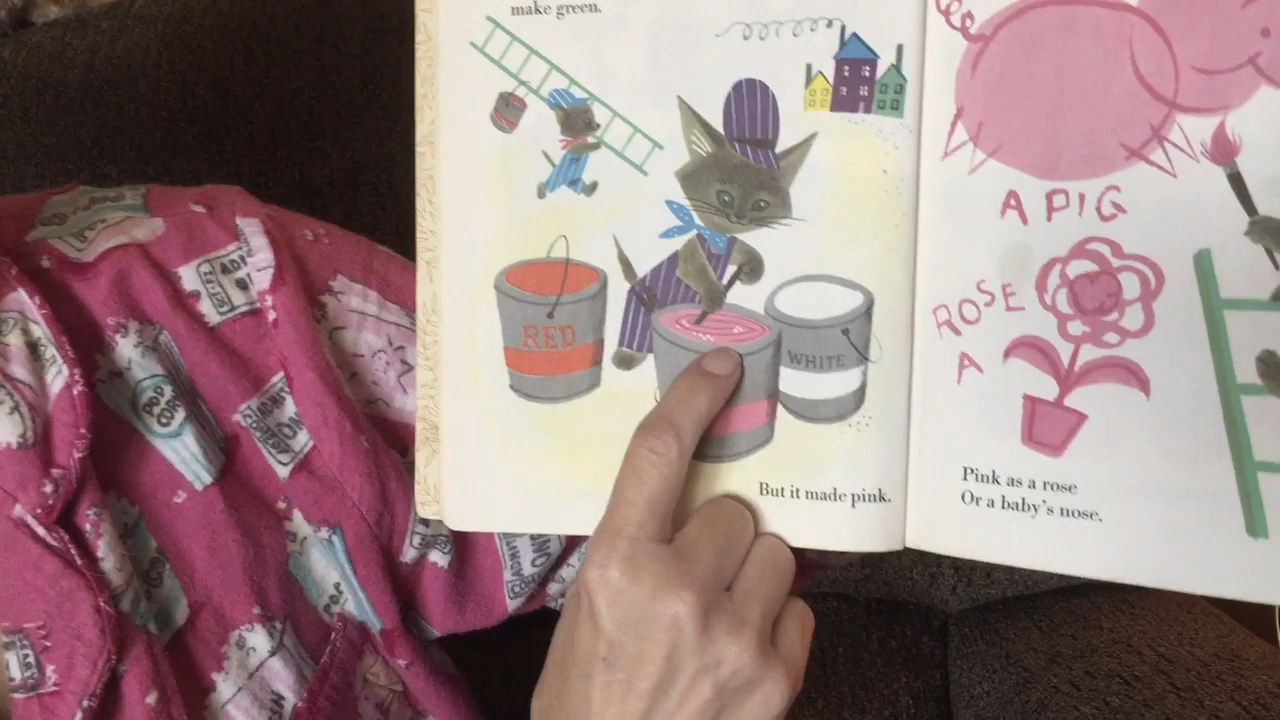 make green.
RED
WHITE
But it made pink.
A PIG
ROSE
A
Pink as a rose
Or a baby's nose.
POP
CORN
ADMIT